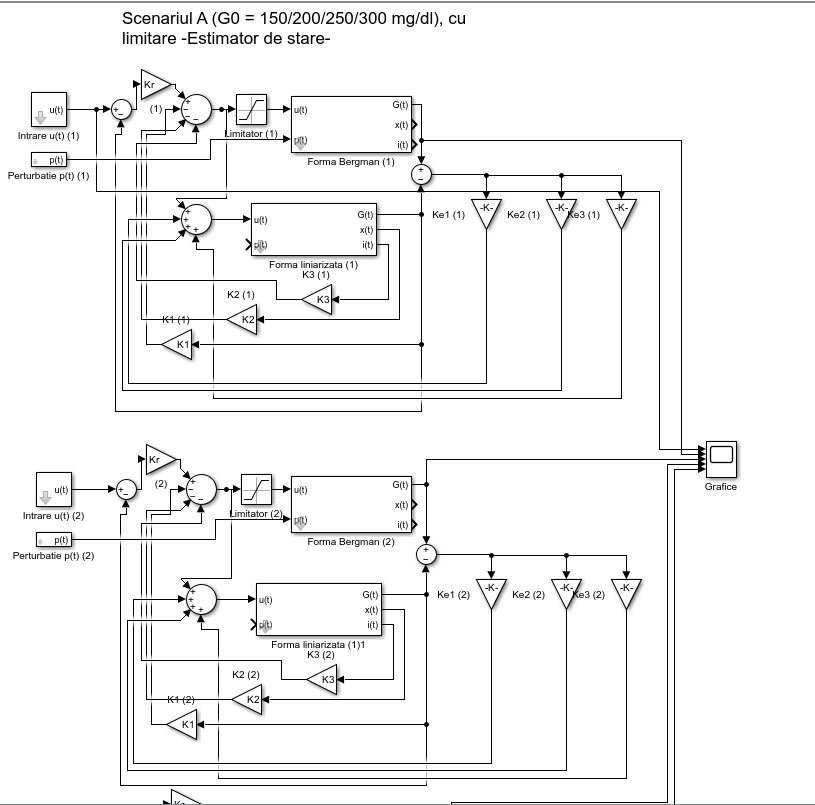 Scenariul A (G0 = 150/200/250/300 mg/dl), cu
limitare -Estimator de stare-
Kr
(1)
u(t)
Intrare u(t) (1)
p(t)
Perturbatie p(t) (1)
Limitator (1)
u(t)
p(t)
G(t)
x(t)
i(t)
Forma Bergman (1)
-K-
Ke1 (1)
-K-
Ke2 (1)
-K-
Ke3 (1)
u(t)
p(t)
G(t)
x(t)
i(t)
Forma liniarizata (1)
K3 (1)
K3
K2 (1)
K2
K1 (1)
K1
Grafice
Kr
(2)
u(t)
Intrare u(t) (2)
p(t)
Perturbatie p(t) (2)
Limitator (2)
u(t)
p(t)
G(t)
x(t)
i(t)
Forma Bergman (2)
-K-
Ke1 (2)
-K-
Ke2 (2)
-K-
Ke3 (2)
u(t)
p(t)
G(t)
x(t)
i(t)
Forma liniarizata (1)1
K3 (2)
K3
K2 (2)
K2
K1 (2)
K1